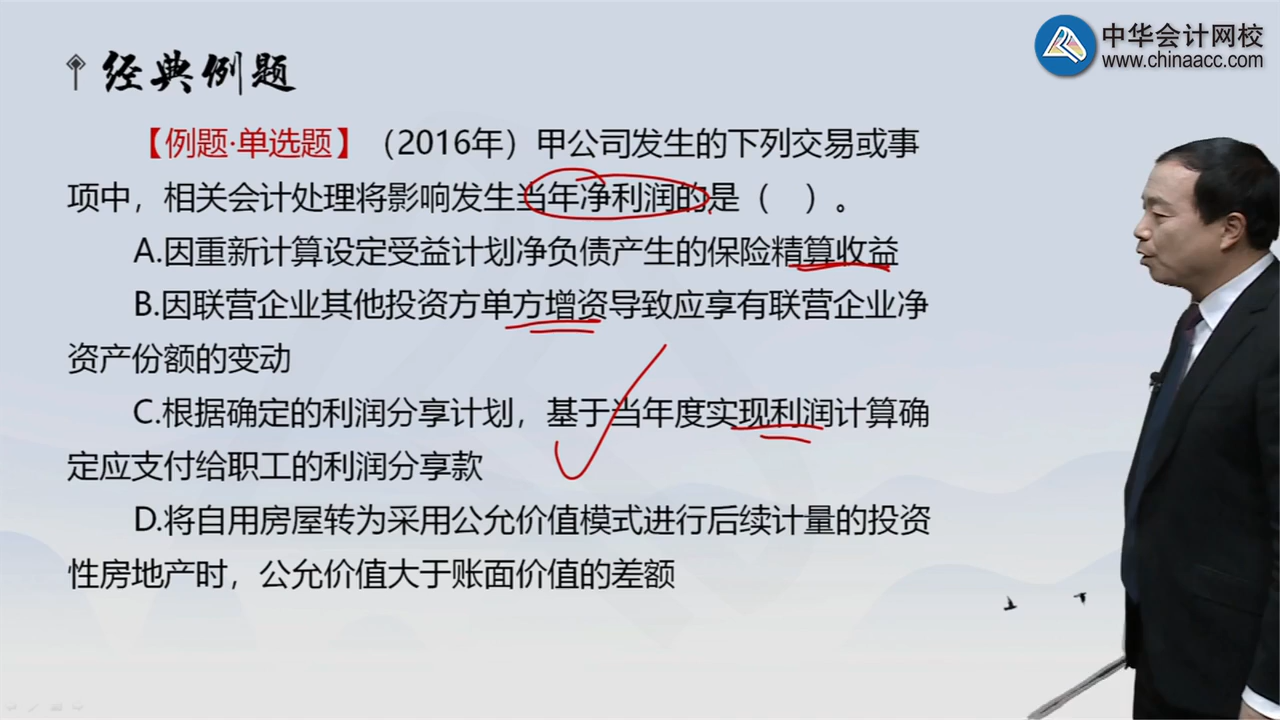 中华会计网校
www.chinaacc.com
经典例题
【例题·单选题】（2016年）甲公司发生的下列交易或事
项中，相关会计处理将影响发生当年净利润的是（　）。
A.因重新计算设定受益计划净负债产生的保险精算收益
B.因联营企业其他投资方单方增资导致应享有联营企业净
资产份额的变动
C.根据确定的利润分享计划，基于当年度实现利润计算确
定应支付给职工的利润分享款
D.将自用房屋转为采用公允价值模式进行后续计量的投资
性房地产时，公允价值大于账面价值的差额